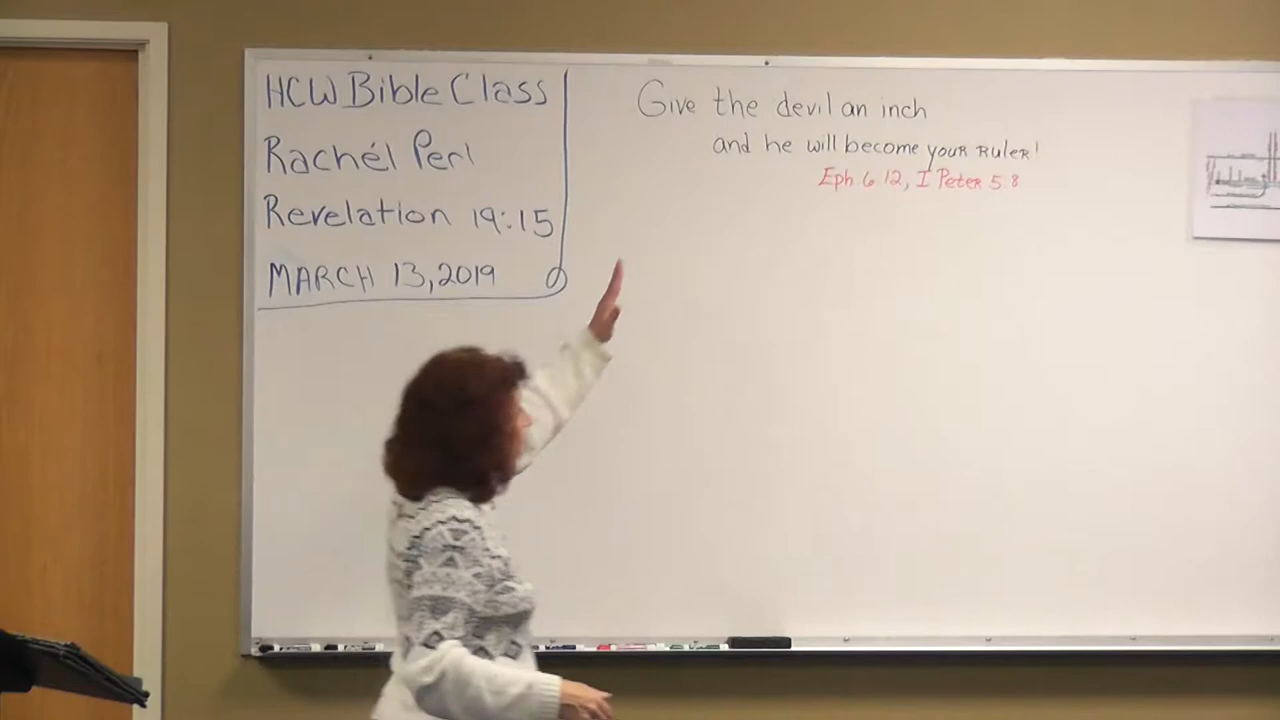 HCW Bible Class
Rachél Perl
Revelation 19:15
MARCH 13, 2019
Give the devil an inch
and he will become your RULER!
Eph 6 12, I Peter 5 8